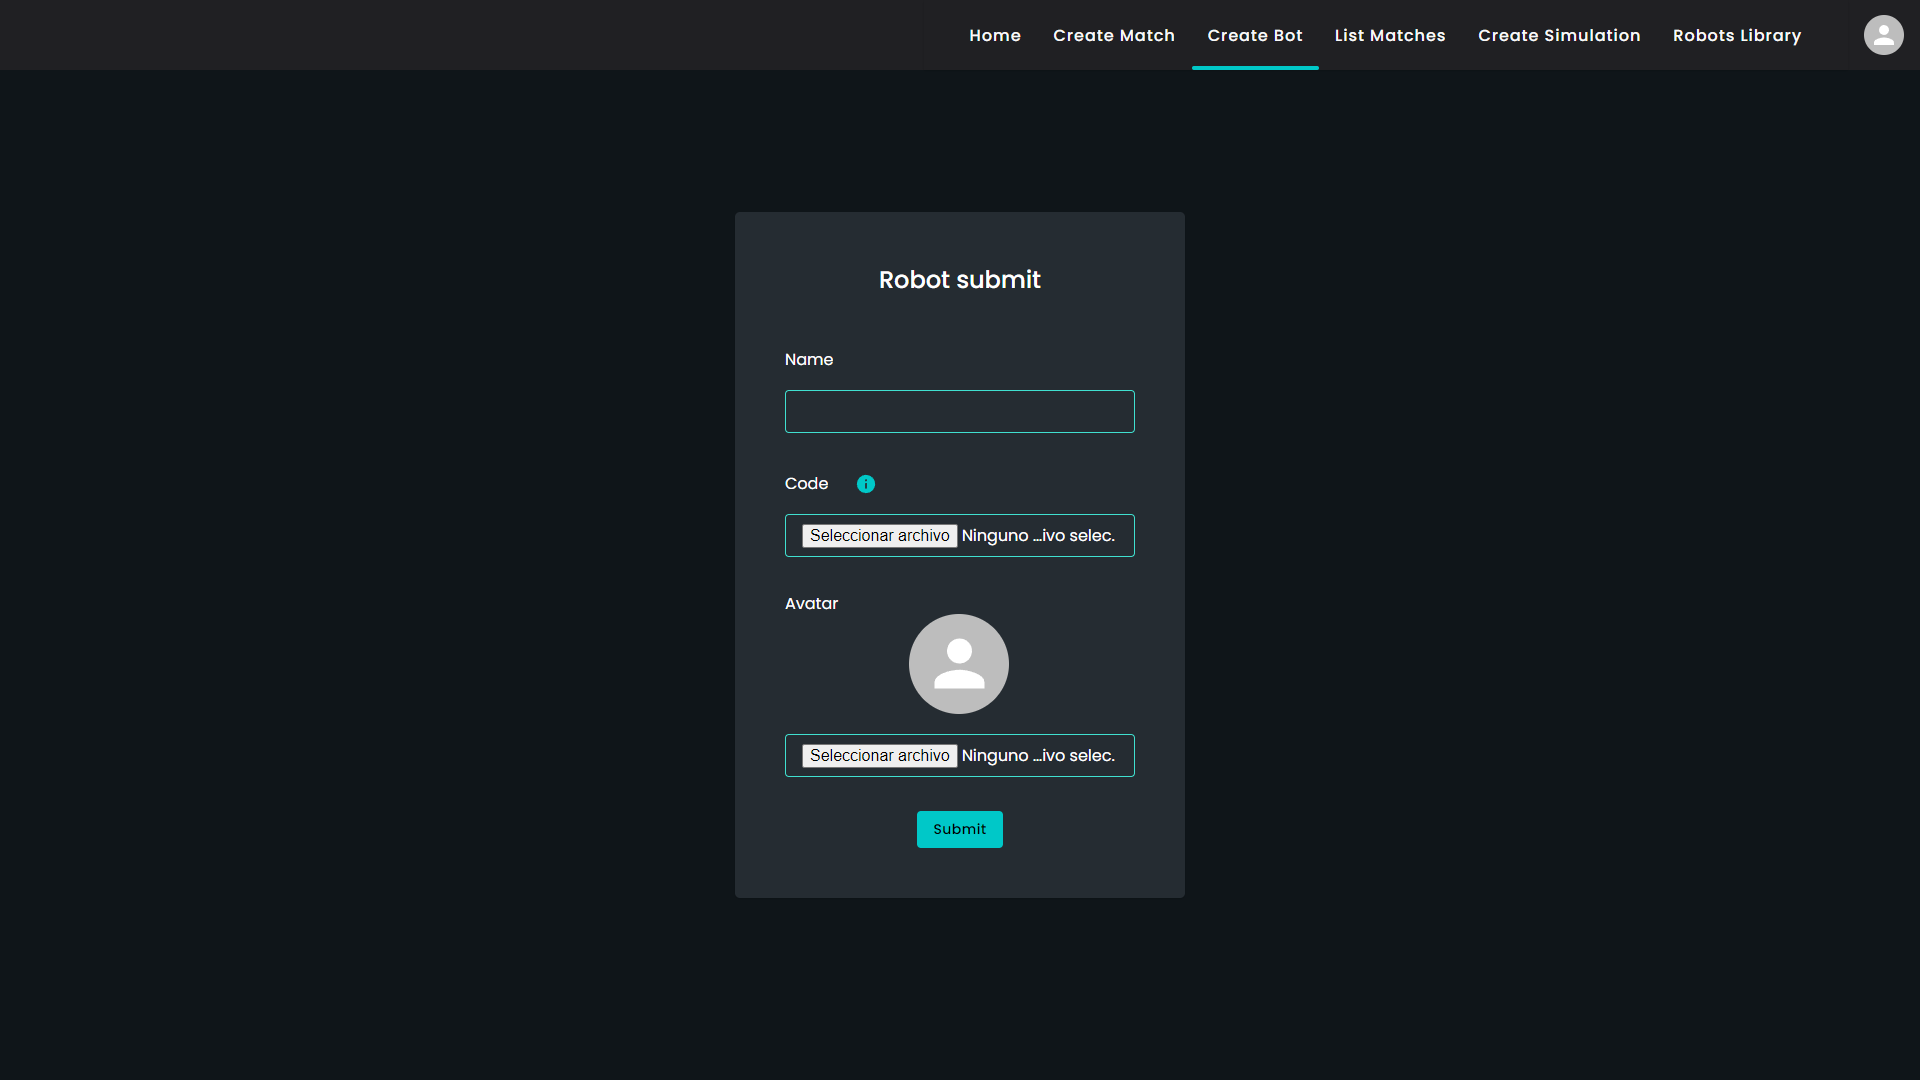 Home Create Match Create Bot List Matches Create Simulation Robots Library
Robot submit
Name
Code
Seleccionar archivo Ninguno ...ivo selec.
Avatar
Seleccionar archivo Ninguno ...ivo selec.
Submit